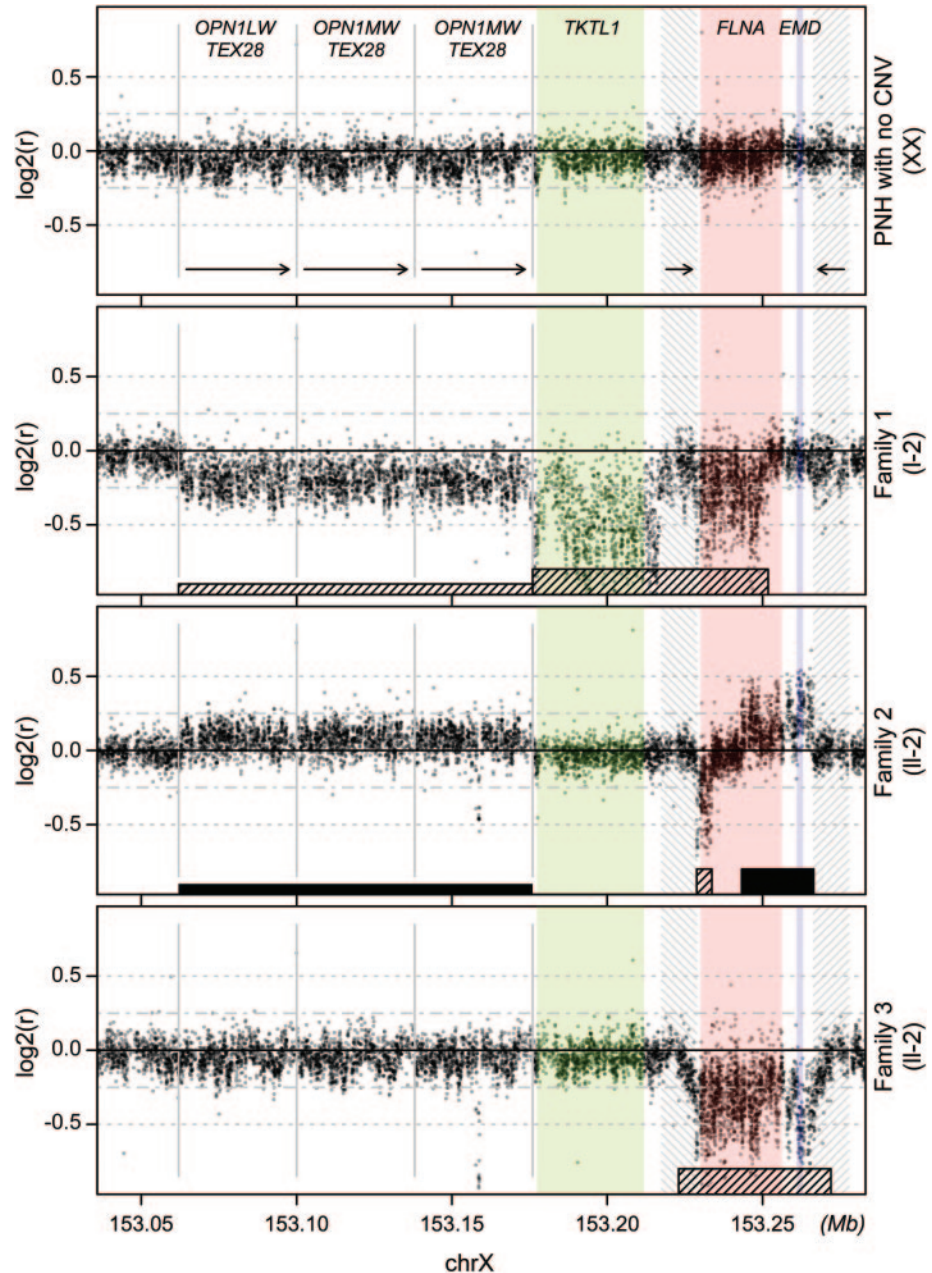 OPN1LW OPN1MW OPN1MW TKTL1 FLNA EMD
TEX28 TEX28 TEX28
0.5
0.0
-0.5
log2(r)
PNH with no CNV
(XX)
0.5
0.0
-0.5
log2(r)
Family 1
(I-2)
0.5
0.0
-0.5
log2(r)
Family 2
(II-2)
0.5
0.0
-0.5
log2(r)
Family 3
(II-2)
153.05 153.10 153.15 153.20 153.25 (Mb)
chrX